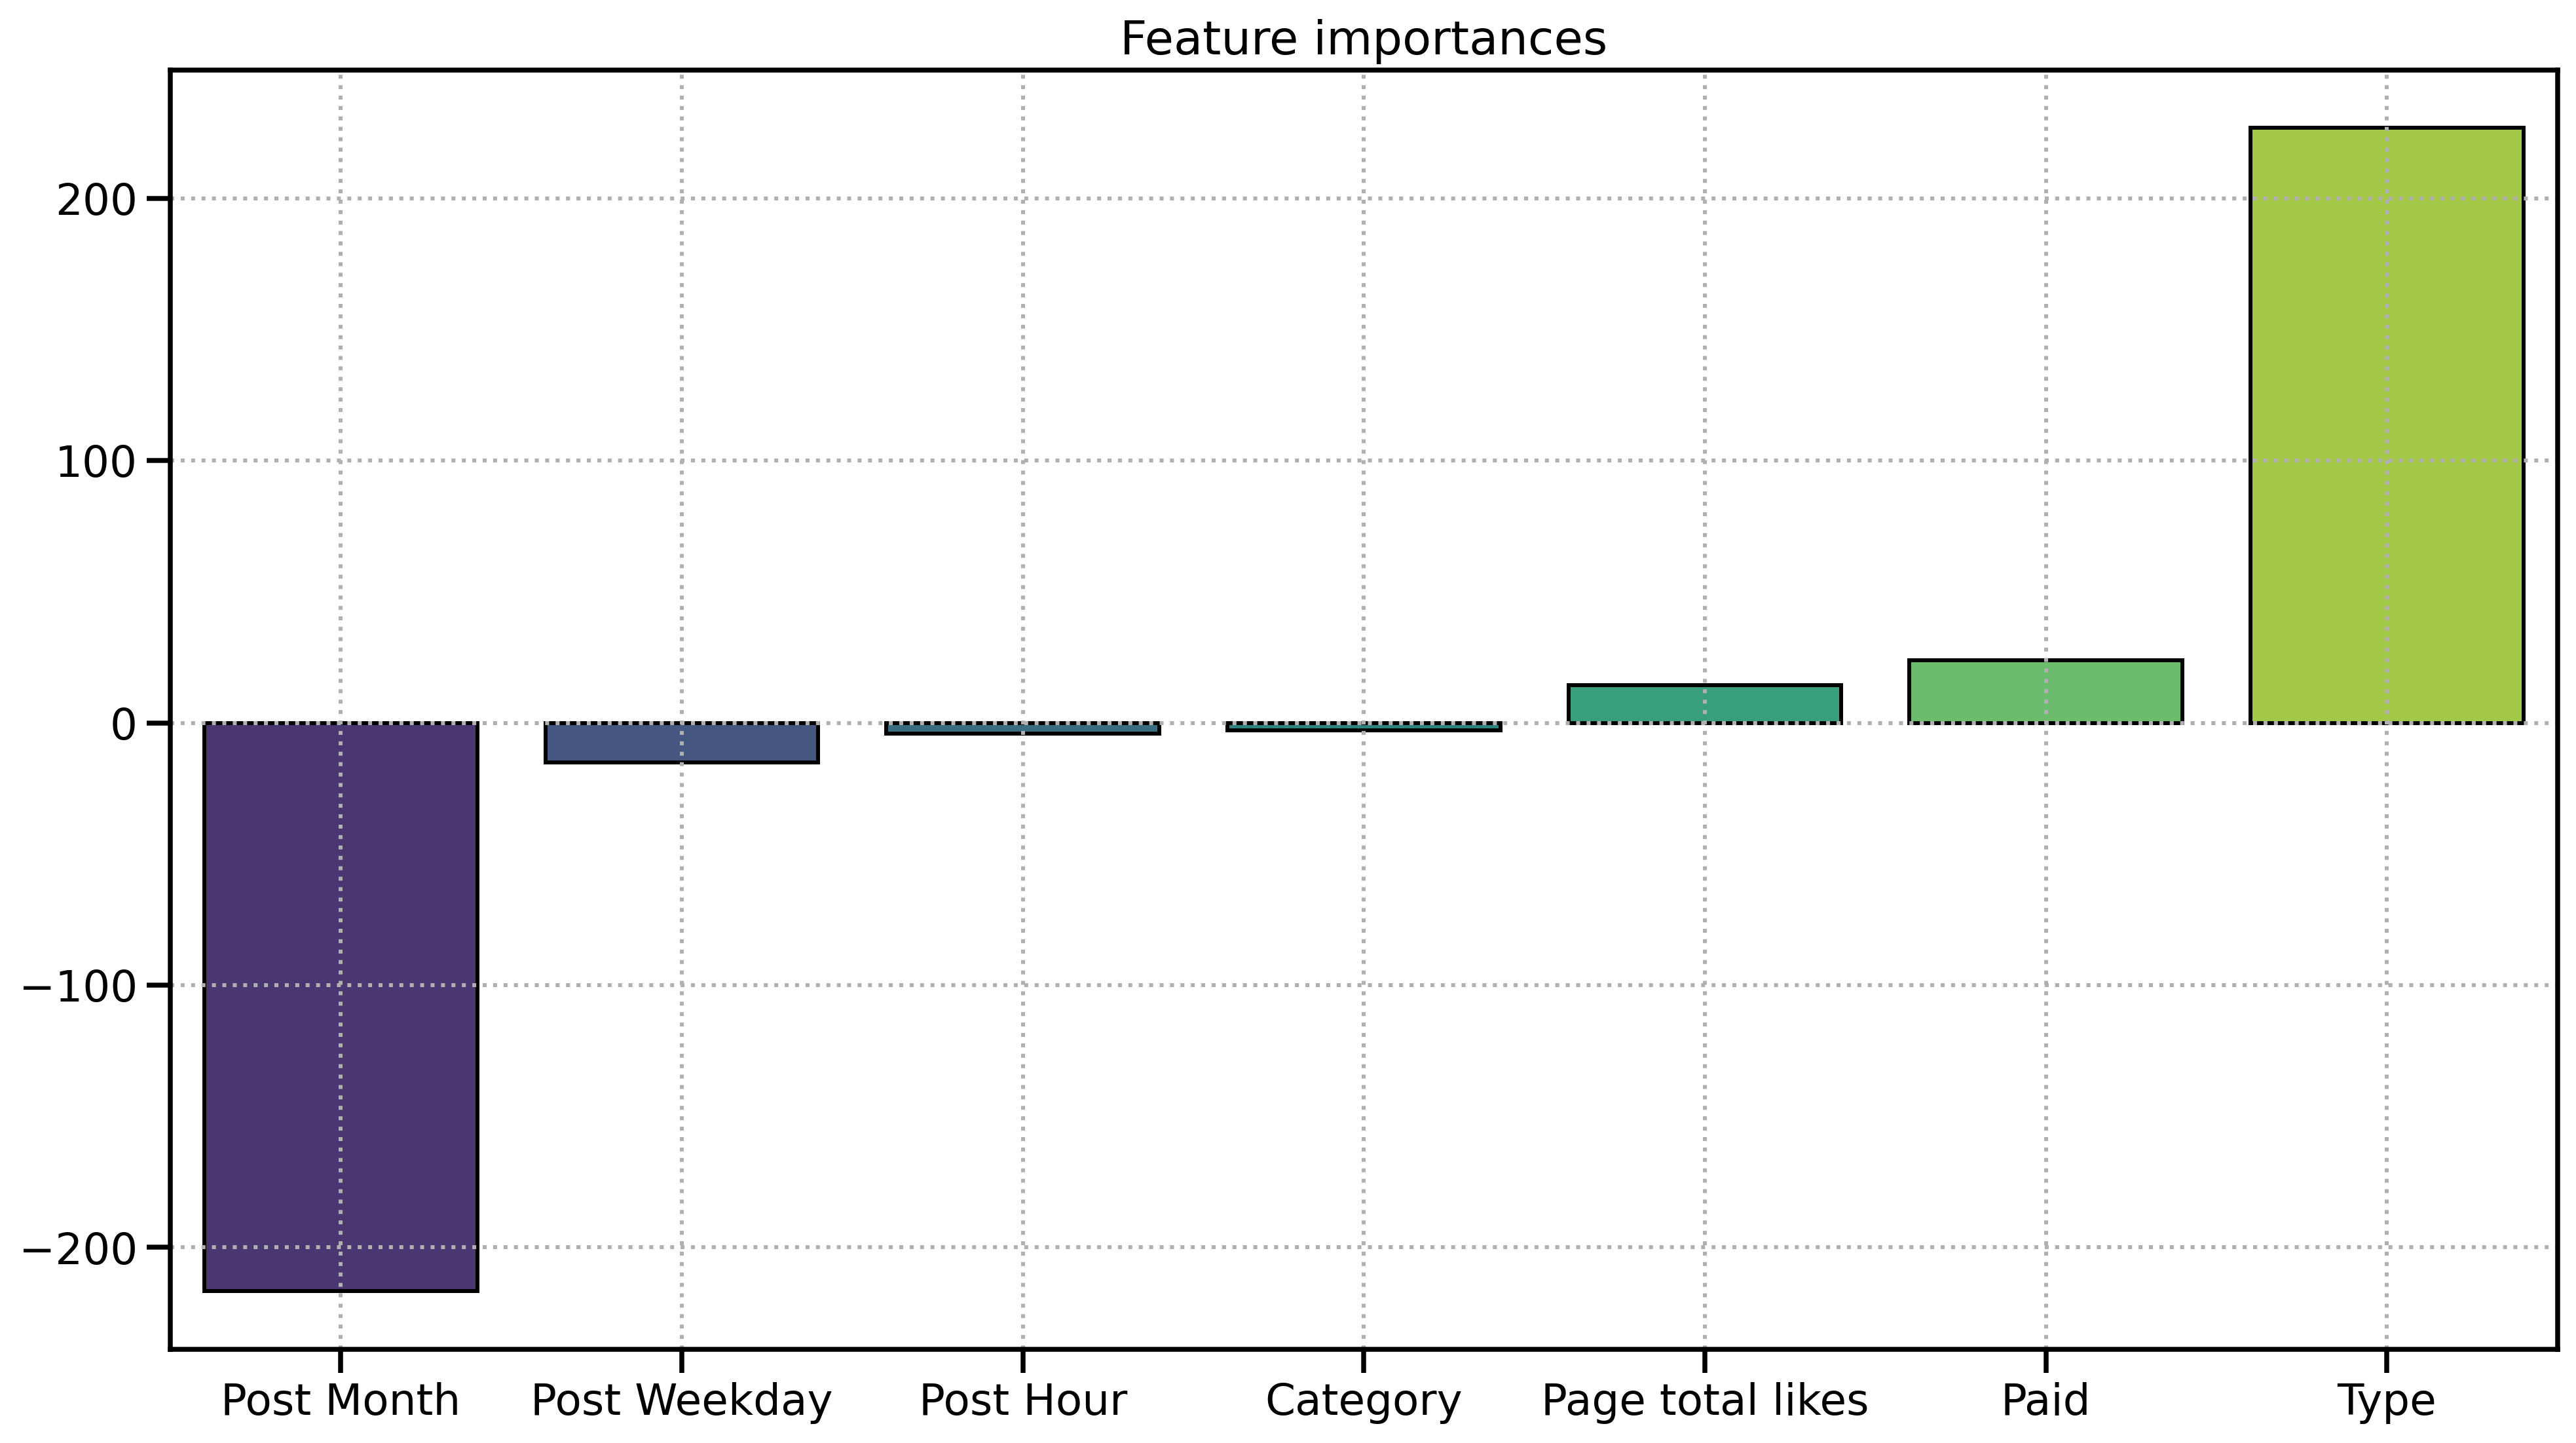 Feature importances
200
100
0
−100
−200
Post Month Post Weekday Post Hour Category Page total likes Paid Type